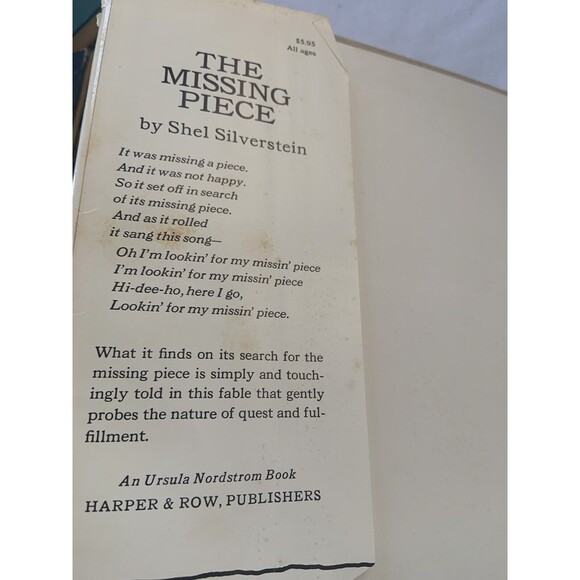 $5.95
All ages
THE
MISSING
PIECE
by Shel Silverstein
It was missing a piece.
And it was not happy.
So it set off in search
of its missing piece.
And as it rolled
it sang this song—
Oh I'm lookin' for my missin' piece
I'm lookin' for my missin' piece
Hi-dee-ho, here I go,
Lookin' for my missin' piece.
What it finds on its search for the
missing piece is simply and touch-
ingly told in this fable that gently
probes the nature of quest and ful-
fillment.
An Ursula Nordstrom Book
HARPER & ROW, PUBLISHERS